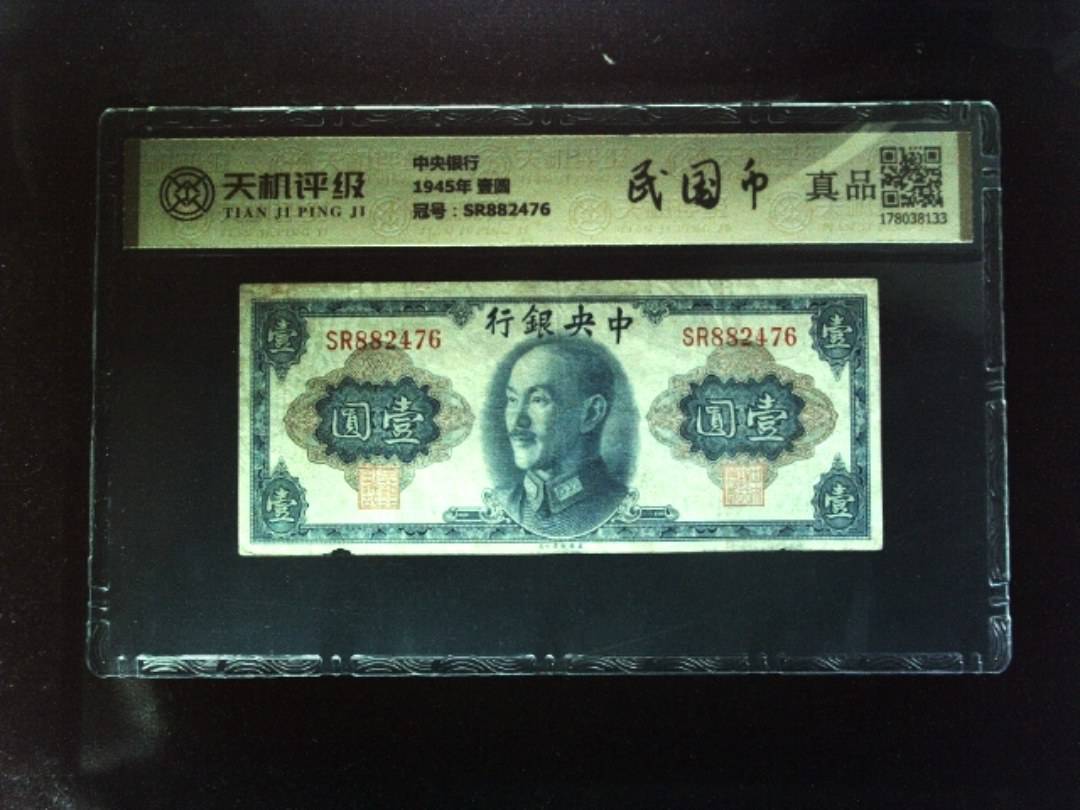 天机评级
TIAN JI PING JI
中央银行
1945年 壹圆
冠号：SR882476
民国币
真品
178038133
行銀央中
SR882476
SR882476
壹
壹
圓壹
圓壹
壹
壹